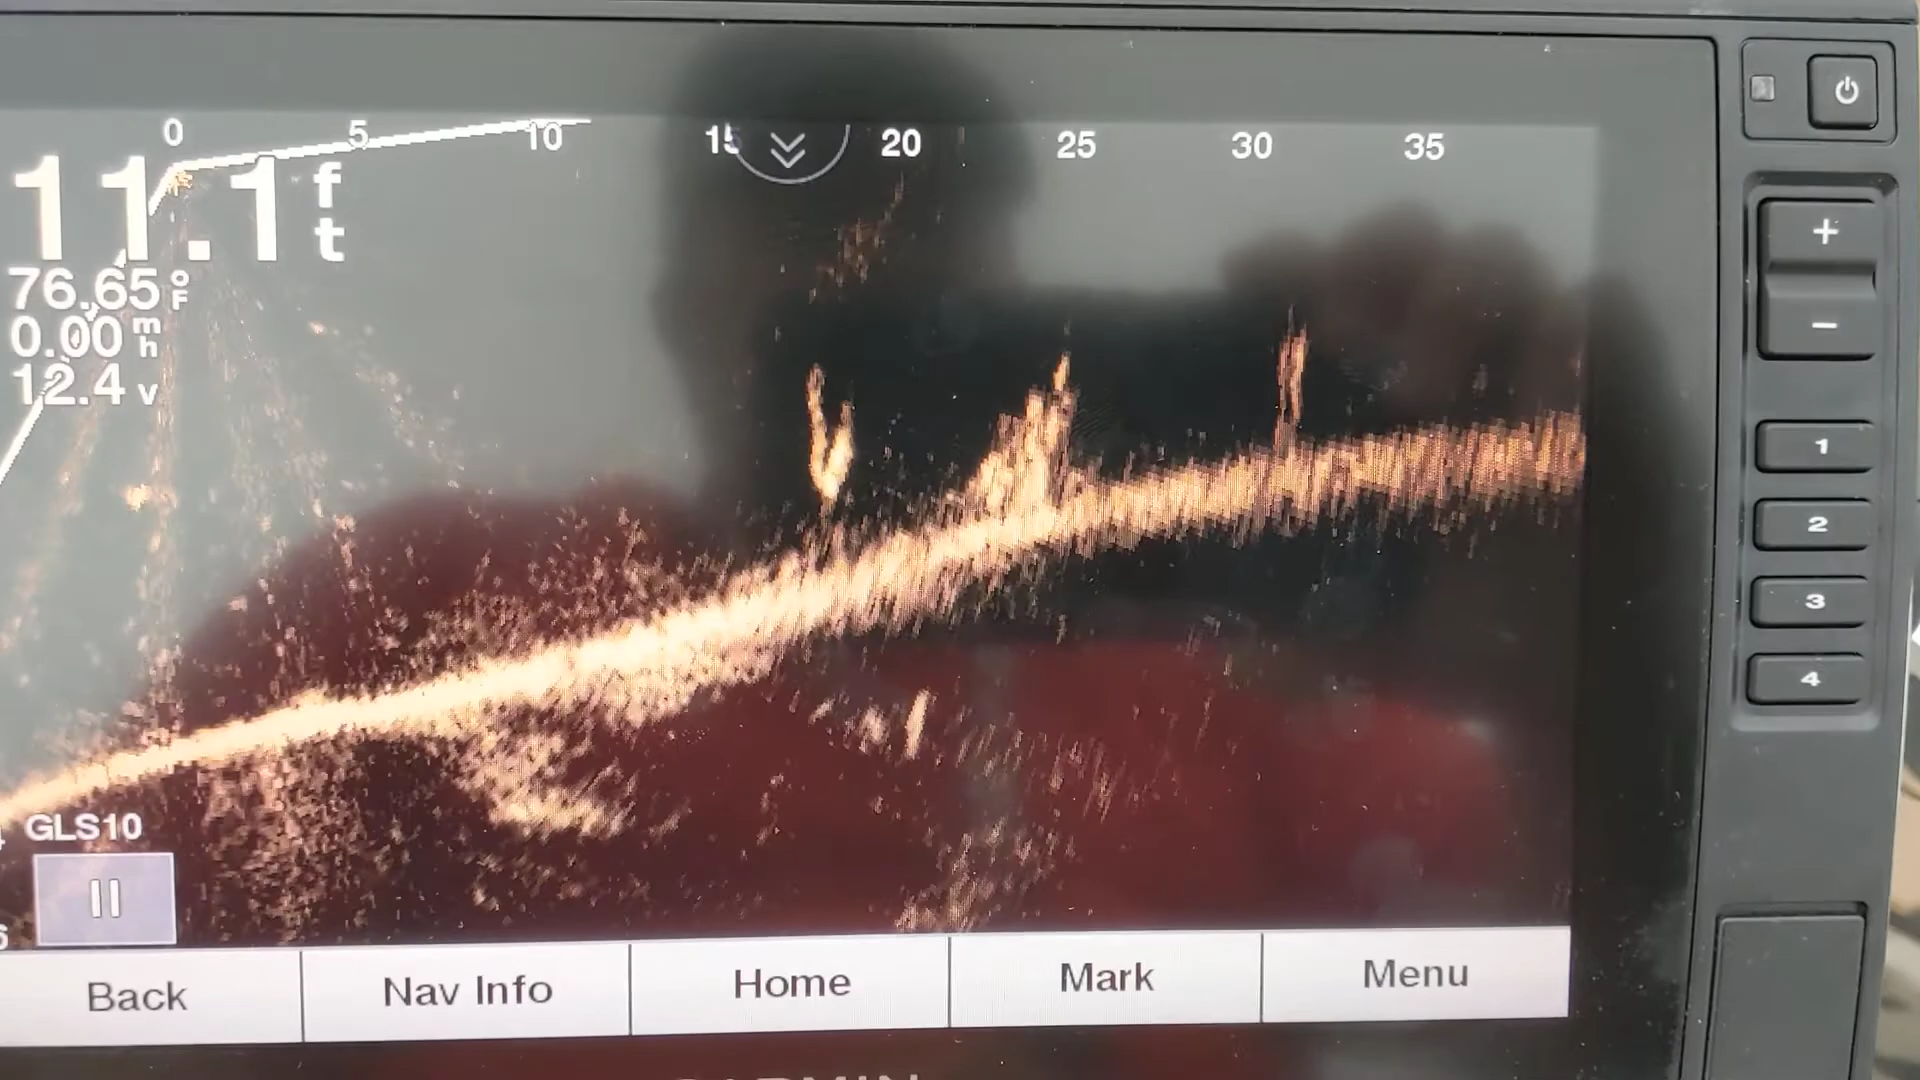 0 5 10 15 20 25 30 35
11.1 ft
76.65 °F
0.00 mh
12.4 v
+
−
1
2
3
4
GLS10
Back Nav Info Home Mark Menu